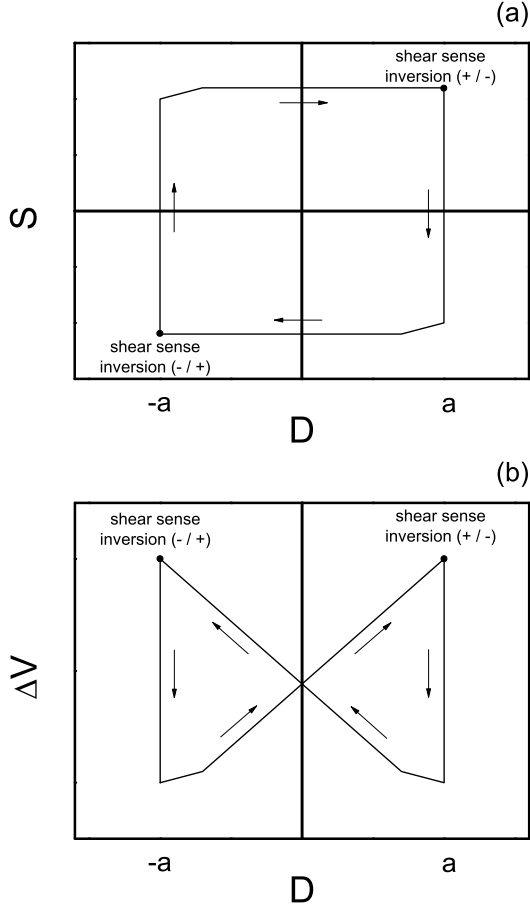 (a)
shear sense
inversion (+ / -)
S
shear sense
inversion (- / +)
-a
a
D
(b)
shear sense
inversion (- / +)
shear sense
inversion (+ / -)
ΔV
-a
a
D